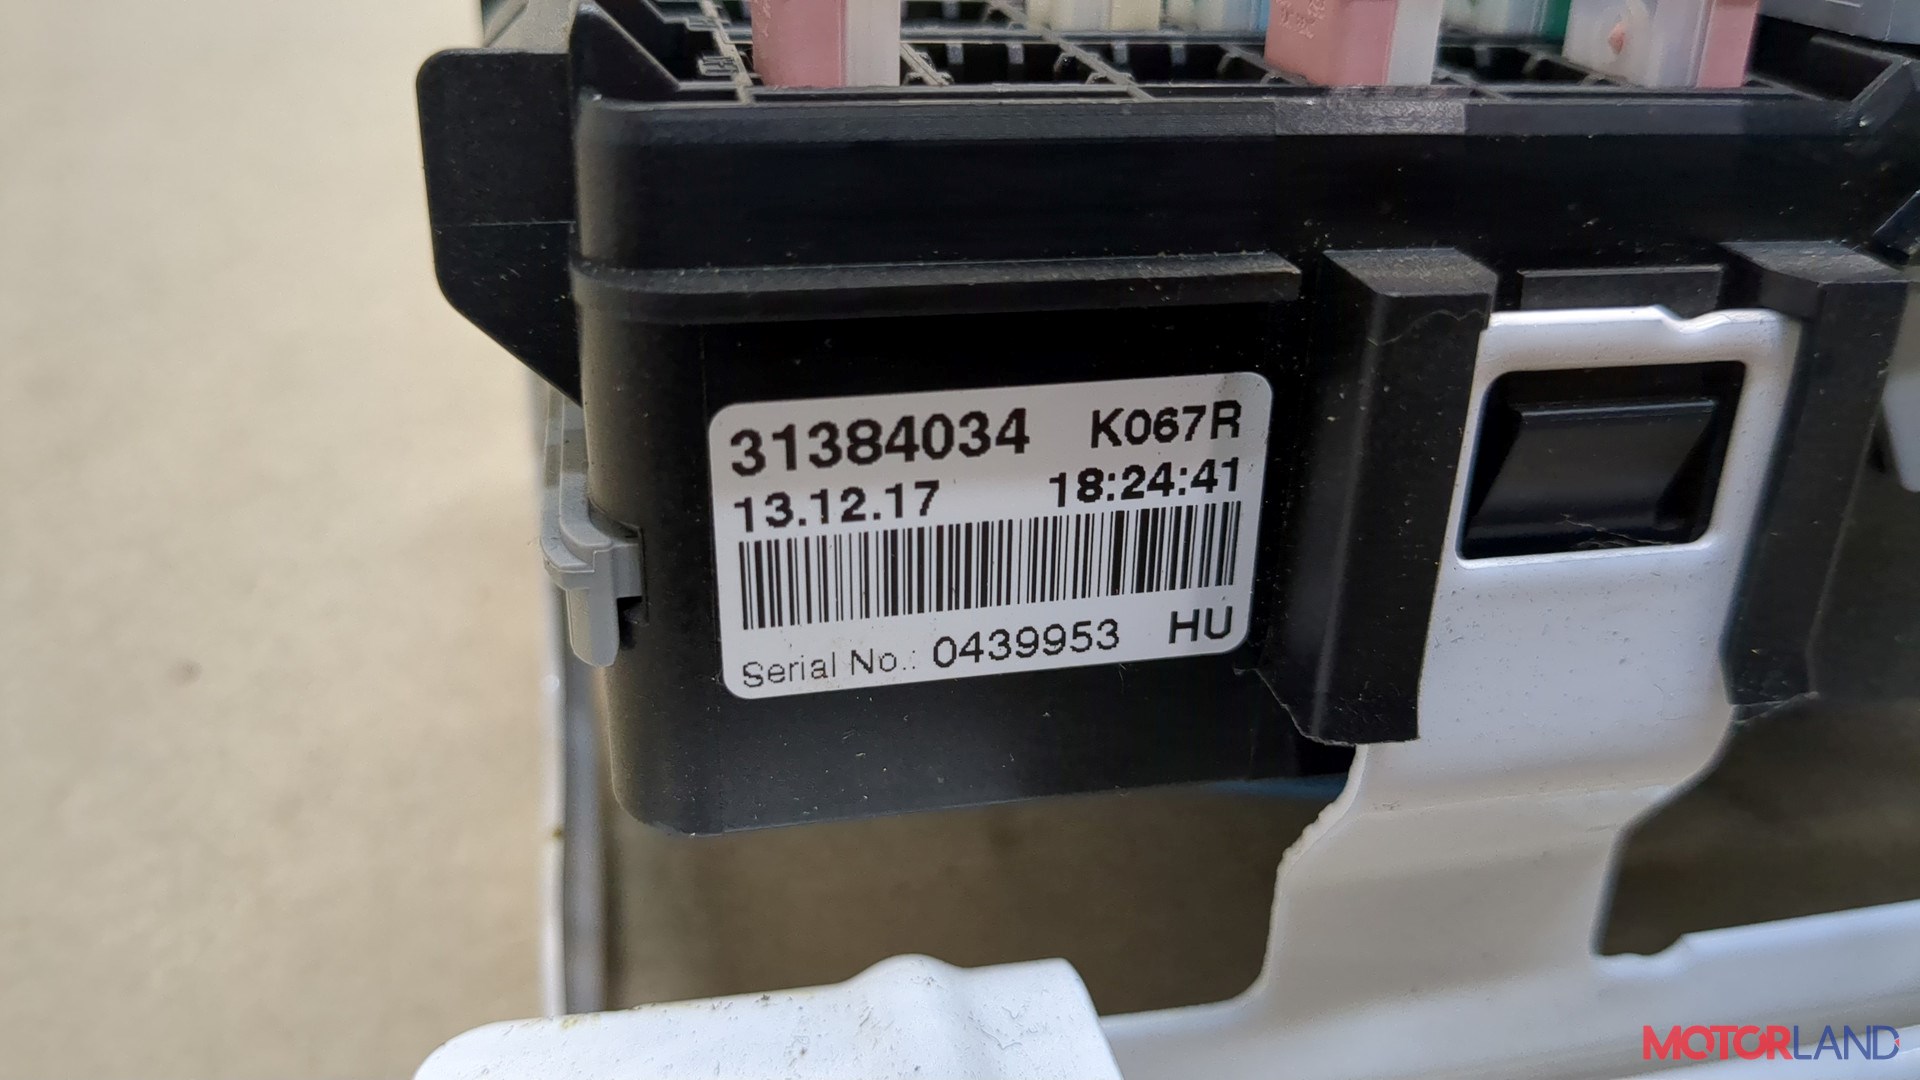 31384034 K067R
13.12.17 18:24:41
Serial No.: 0439953 HU
MOTORLAND